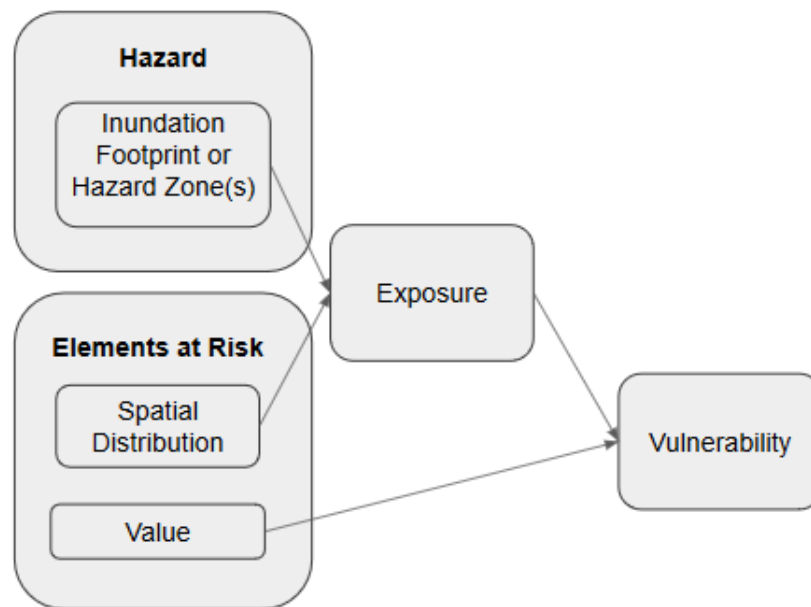 Hazard
Inundation
Footprint or
Hazard Zone(s)
Exposure
Elements at Risk
Spatial
Distribution
Value
Vulnerability